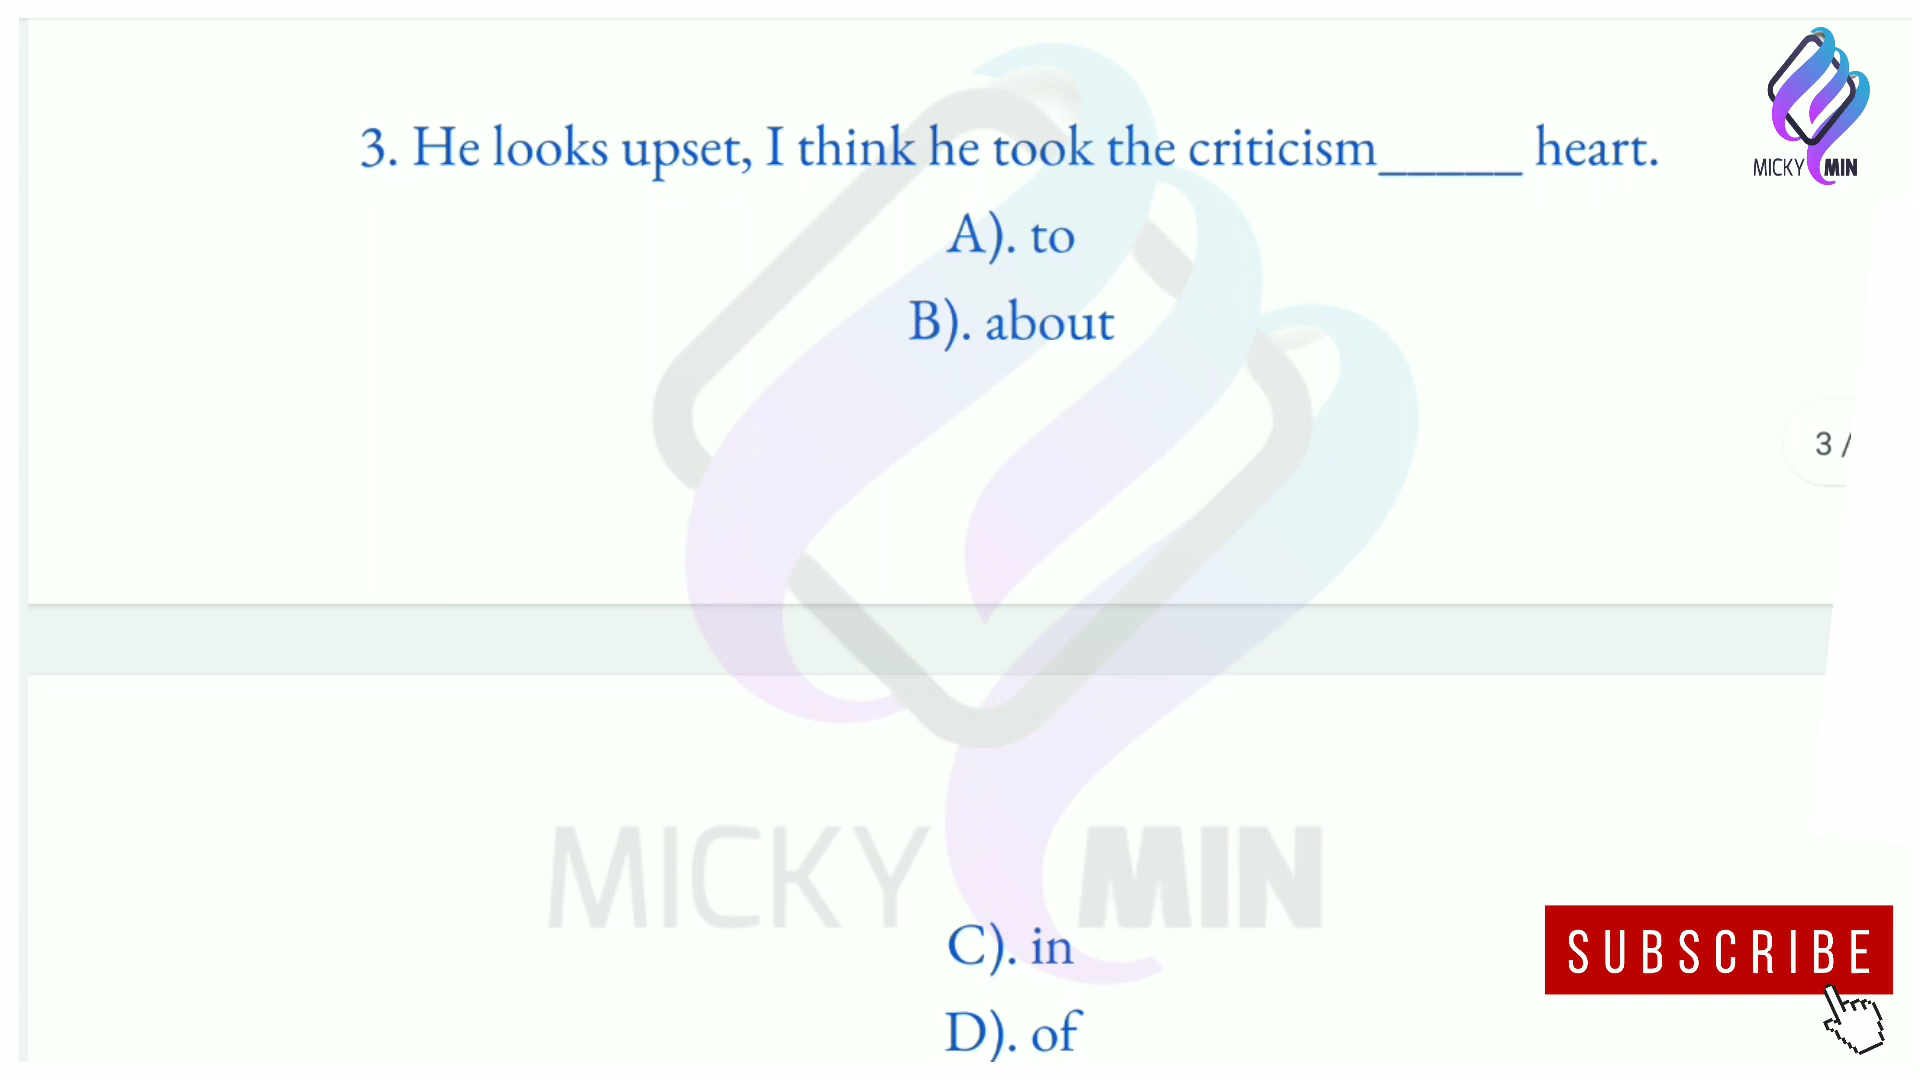 3. He looks upset, I think he took the criticism_____ heart.
A). to
B). about
C). in
D). of
MICKY MIN
3 /
MICKY MIN
SUBSCRIBE